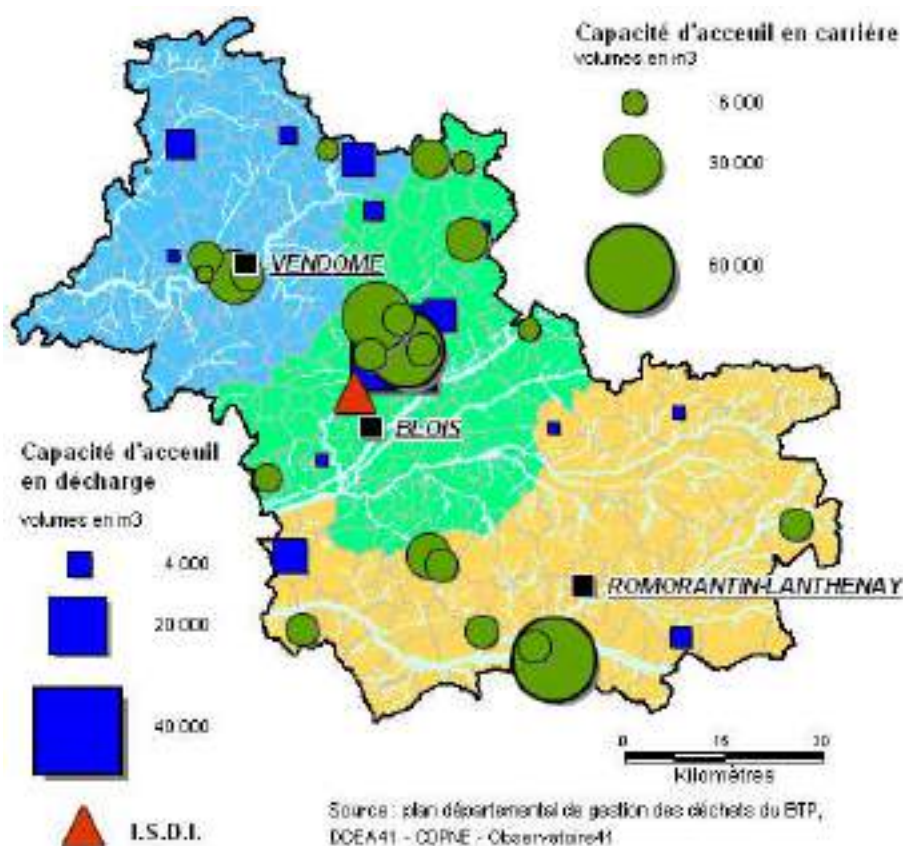 Capacité d'acceuil en carrière
volumes en m3
6 000
30 000
60 000
VENDOME
BLOIS
Capacité d'acceuil
en décharge
volumes en m3
4 000
20 000
40 000
ROMORANTIN-LANTHENAY
0 15 30
Kilomètres
I.S.D.I.
Source : plan départemental de gestion des déchets du BTP,
DDEA41 - COPNE - Observatoire41